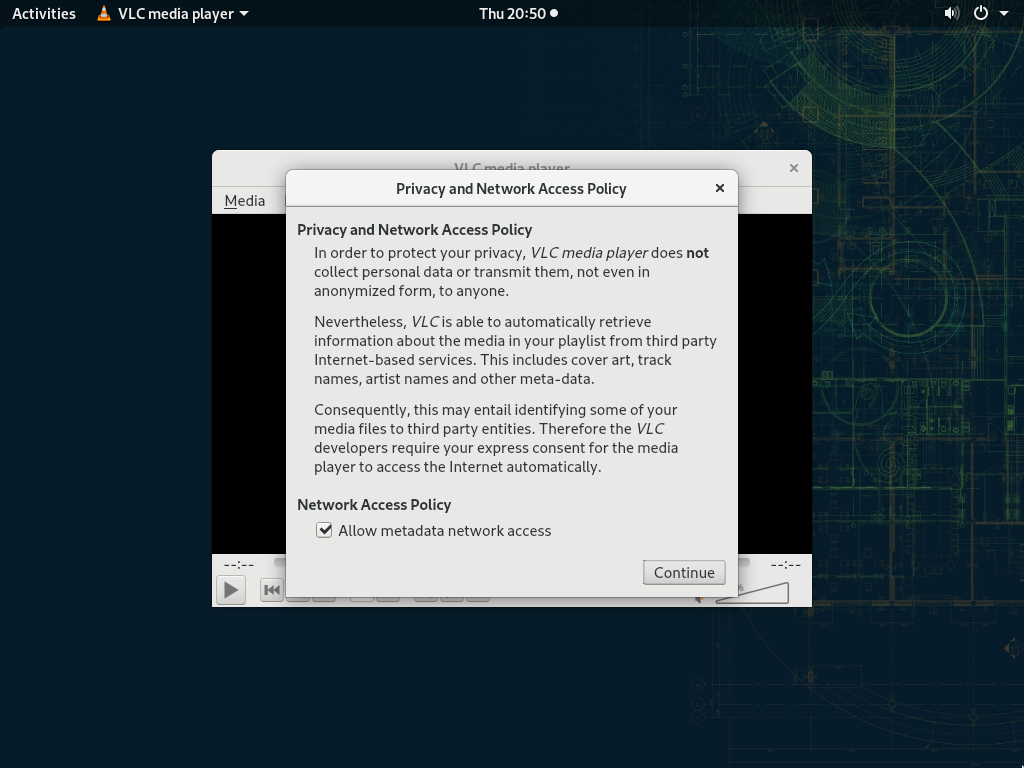 Activities VLC media player Thu 20:50
VLC media player
Privacy and Network Access Policy
Media
Privacy and Network Access Policy
In order to protect your privacy, VLC media player does not
collect personal data or transmit them, not even in
anonymized form, to anyone.
Nevertheless, VLC is able to automatically retrieve
information about the media in your playlist from third party
Internet-based services. This includes cover art, track
names, artist names and other meta-data.
Consequently, this may entail identifying some of your
media files to third party entities. Therefore the VLC
developers require your express consent for the media
player to access the Internet automatically.
Network Access Policy
Allow metadata network access
--:-- --:--
Continue
%